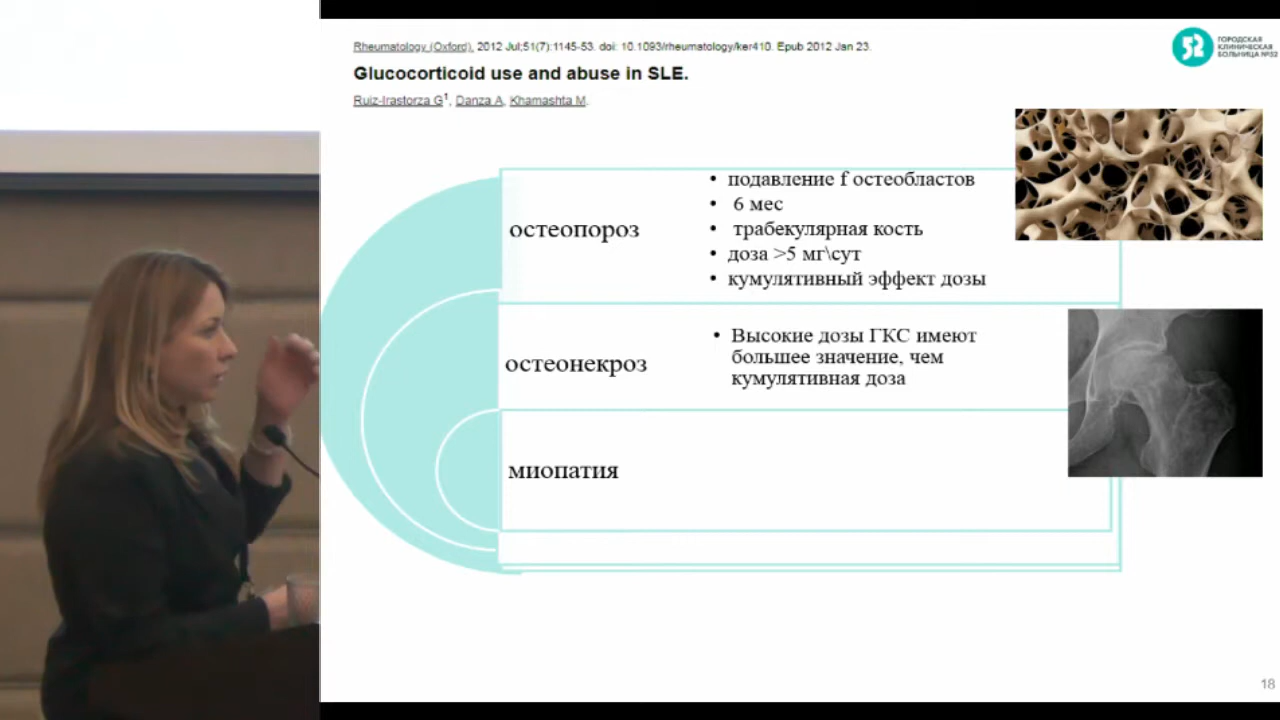 Rheumatology (Oxford). 2012 Jul;51(7):1145-53. doi: 10.1093/rheumatology/ker410. Epub 2012 Jan 23.
Glucocorticoid use and abuse in SLE.
Ruiz-Irastorza G1, Danza A, Khamashta M.
52
ГОРОДСКАЯ
КЛИНИЧЕСКАЯ
БОЛЬНИЦА №52
остеопороз
• подавление f остеобластов
• 6 мес
• трабекулярная кость
• доза >5 мг\сут
• кумулятивный эффект дозы
остеонекроз
• Высокие дозы ГКС имеют
большее значение, чем
кумулятивная доза
миопатия
18